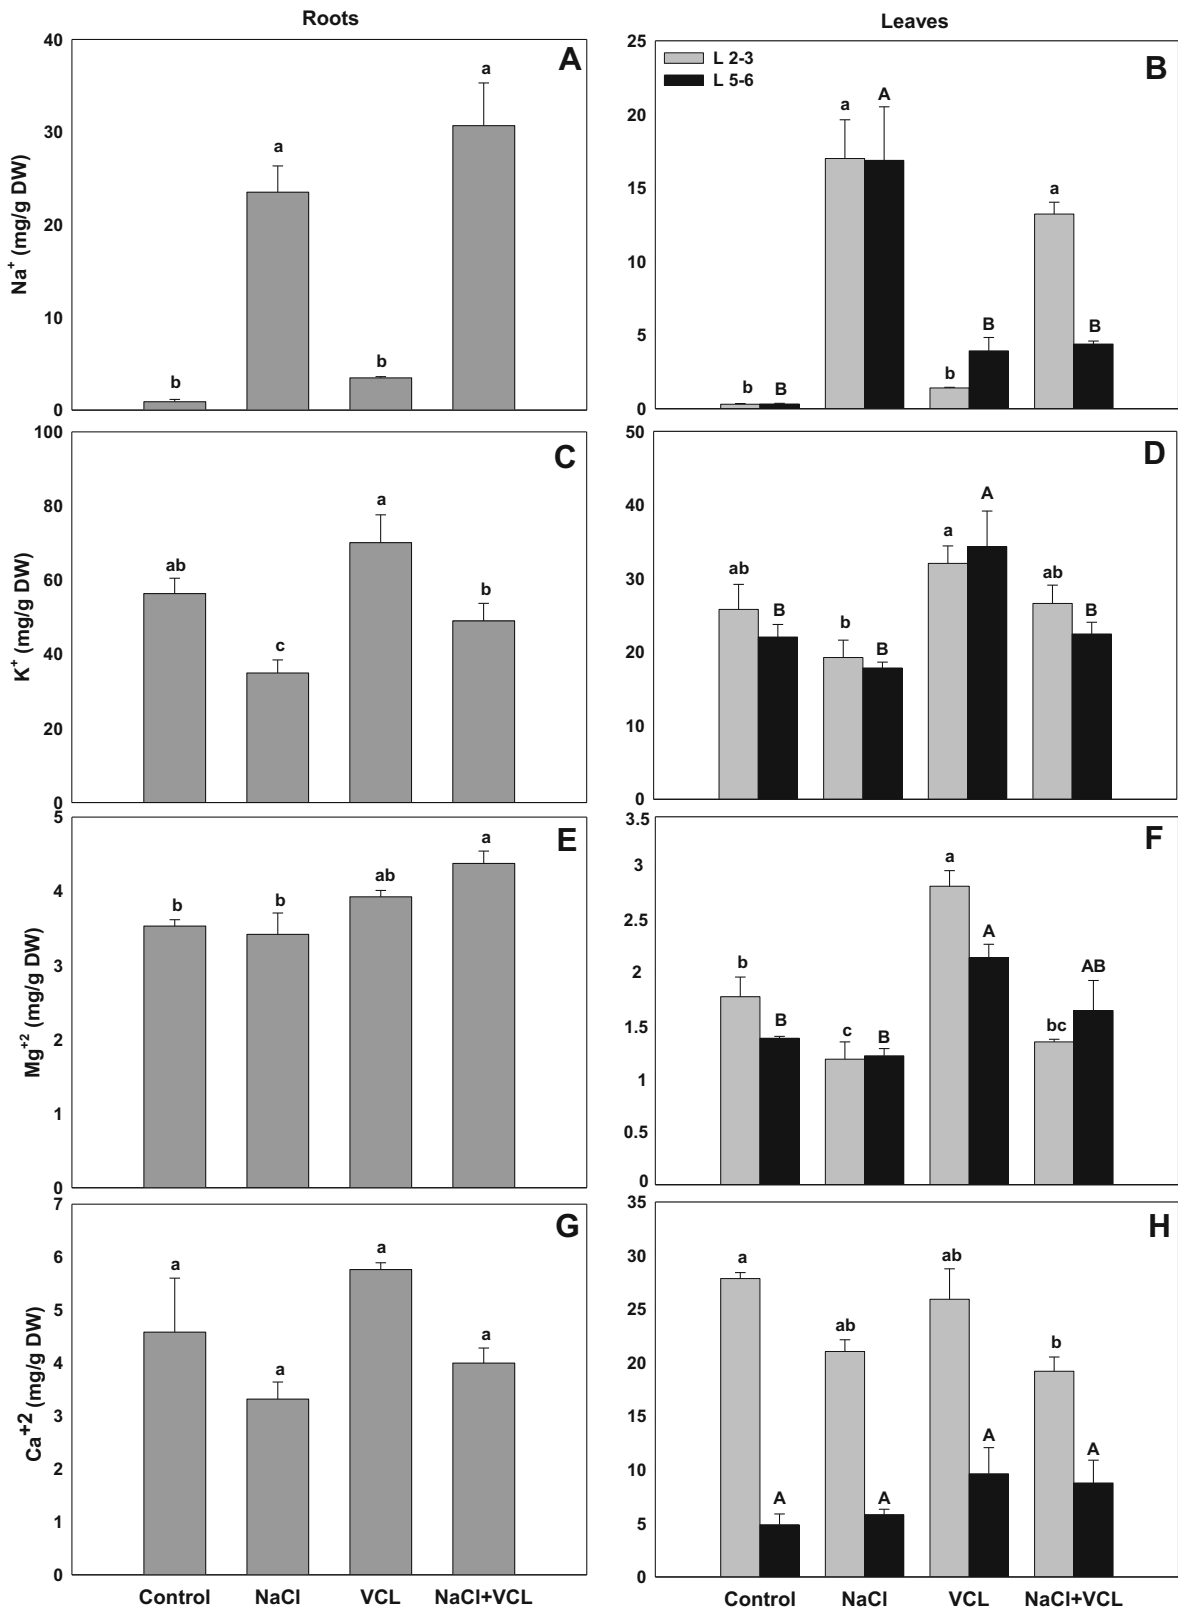 Roots
Leaves
40
30
20
10
0
Na+ (mg/g DW)
A
b
a
b
a
25
20
15
10
5
0
L 2-3
L 5-6
B
b
B
a
A
b
B
a
B
100
80
60
40
20
0
K+ (mg/g DW)
C
ab
c
a
b
50
40
30
20
10
0
D
ab
B
b
B
a
A
ab
B
5
4
3
2
1
0
Mg+2 (mg/g DW)
E
b
b
ab
a
3.5
3
2.5
2
1.5
1
0.5
0
F
b
B
c
B
a
A
bc
AB
7
6
5
4
3
2
1
0
Ca+2 (mg/g DW)
G
a
a
a
a
Control
NaCl
VCL
NaCl+VCL
35
30
25
20
15
10
5
0
H
a
A
ab
A
ab
A
b
A
Control
NaCl
VCL
NaCl+VCL